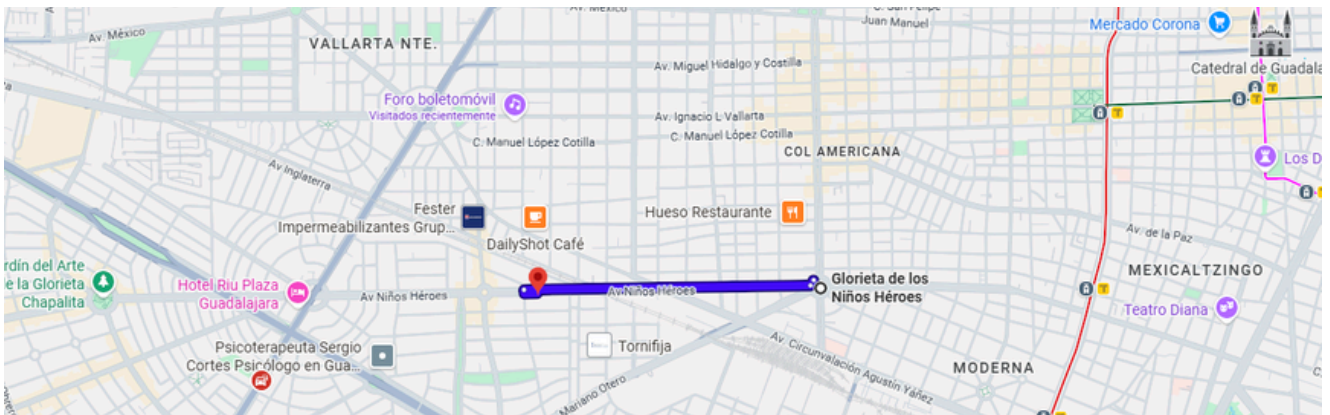 Av. México
C. San Felipe
Juan Manuel
Mercado Corona
Av. México
VALLARTA NTE.
Av. Miguel Hidalgo y Costilla
Catedral de Guadala
Foro boletomóvil
Visitados recientemente
Av. Ignacio L Vallarta
C. Manuel López Cotilla
C. Manuel López Cotilla
COL AMERICANA
Los D
Av Inglaterra
Fester
Impermeabilizantes Grup...
Hueso Restaurante
Av. de la Paz
DailyShot Café
rdín del Arte
e la Glorieta
Chapalita
Hotel Riu Plaza
Guadalajara
Av Niños Héroes
Av Niños Héroes
Glorieta de los
Niños Héroes
MEXICALTZINGO
Teatro Diana
Psicoterapeuta Sergio
Cortes Psicólogo en Gua...
Tornifija
Av. Circunvalación Agustín Yáñez
MODERNA
Mariano Otero
C.